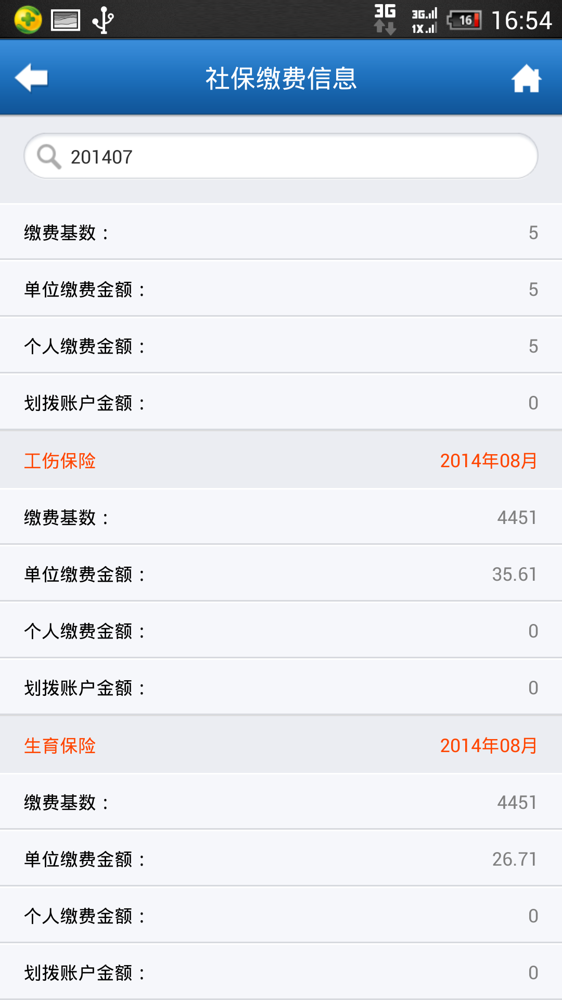 3G 3G 1X 16 16:54
社保缴费信息
201407
缴费基数： 5
单位缴费金额： 5
个人缴费金额： 5
划拨账户金额： 0
工伤保险 2014年08月
缴费基数： 4451
单位缴费金额： 35.61
个人缴费金额： 0
划拨账户金额： 0
生育保险 2014年08月
缴费基数： 4451
单位缴费金额： 26.71
个人缴费金额： 0
划拨账户金额： 0